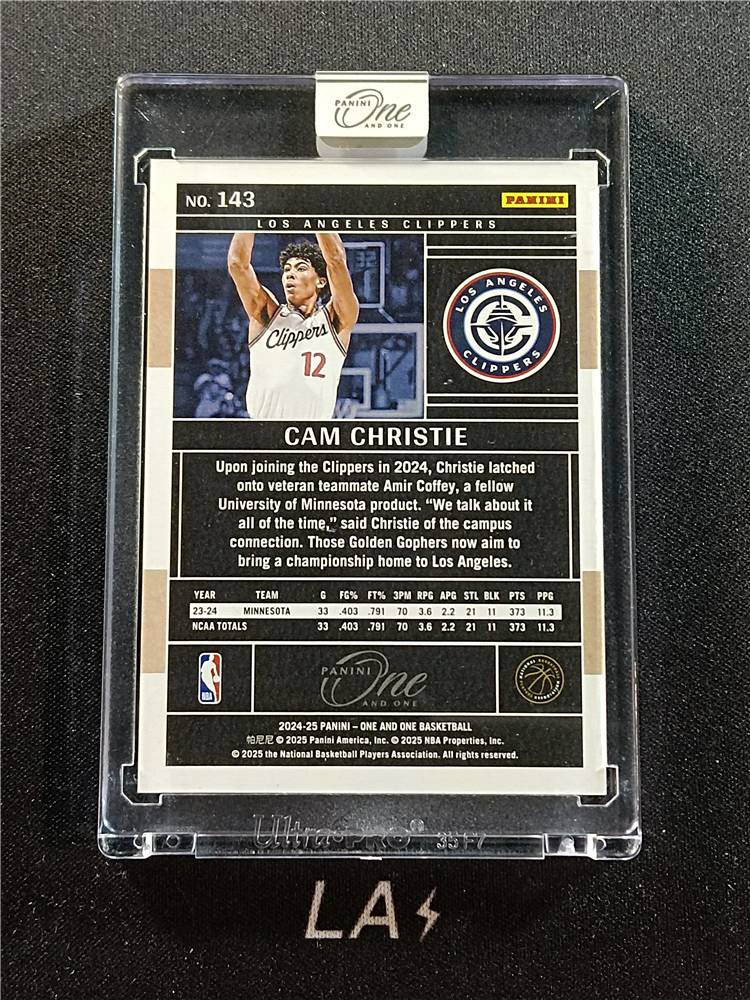 PANINI One
AND ONE
NO. 143
PANINI
LOS ANGELES CLIPPERS
LOS ANGELES
CLIPPERS
Clippers
12
CAM CHRISTIE
Upon joining the Clippers in 2024, Christie latched
onto veteran teammate Amir Coffey, a fellow
University of Minnesota product. “We talk about it
all of the time,” said Christie of the campus
connection. Those Golden Gophers now aim to
bring a championship home to Los Angeles.
YEAR TEAM G FG% FT% 3PM RPG APG STL BLK PTS PPG
23-24 MINNESOTA 33 .403 .791 70 3.6 2.2 21 11 373 11.3
NCAA TOTALS 33 .403 .791 70 3.6 2.2 21 11 373 11.3
NBA
PANINI One
AND ONE
2024-25 PANINI – ONE AND ONE BASKETBALL
帕尼尼 © 2025 Panini America, Inc. © 2025 NBA Properties, Inc.
© 2025 the National Basketball Players Association. All rights reserved.
Ultra PRO®
LA